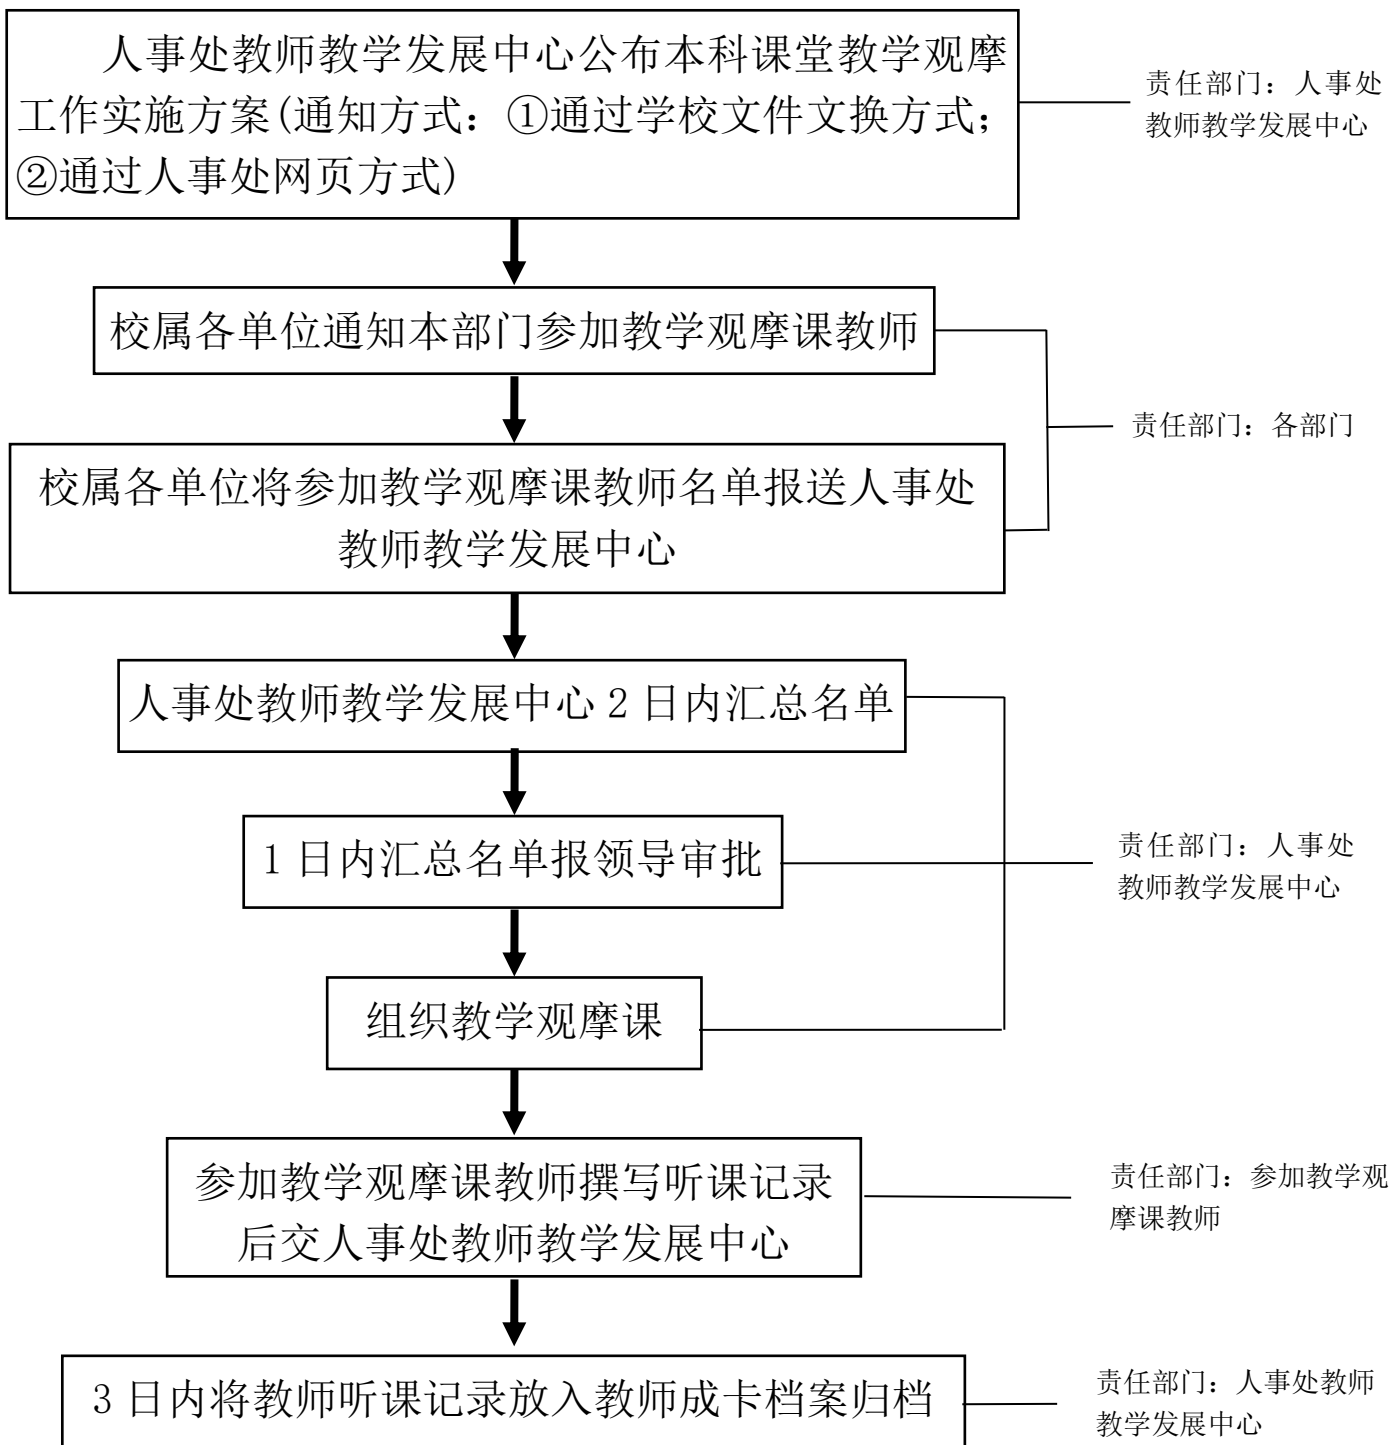 人事处教师教学发展中心公布本科课堂教学观摩
工作实施方案(通知方式：①通过学校文件文换方式；
②通过人事处网页方式)
责任部门：人事处
教师教学发展中心
校属各单位通知本部门参加教学观摩课教师
责任部门：各部门
校属各单位将参加教学观摩课教师名单报送人事处
教师教学发展中心
人事处教师教学发展中心 2 日内汇总名单
1 日内汇总名单报领导审批
责任部门：人事处
教师教学发展中心
组织教学观摩课
参加教学观摩课教师撰写听课记录
后交人事处教师教学发展中心
责任部门：参加教学观
摩课教师
3 日内将教师听课记录放入教师成卡档案归档
责任部门：人事处教师
教学发展中心